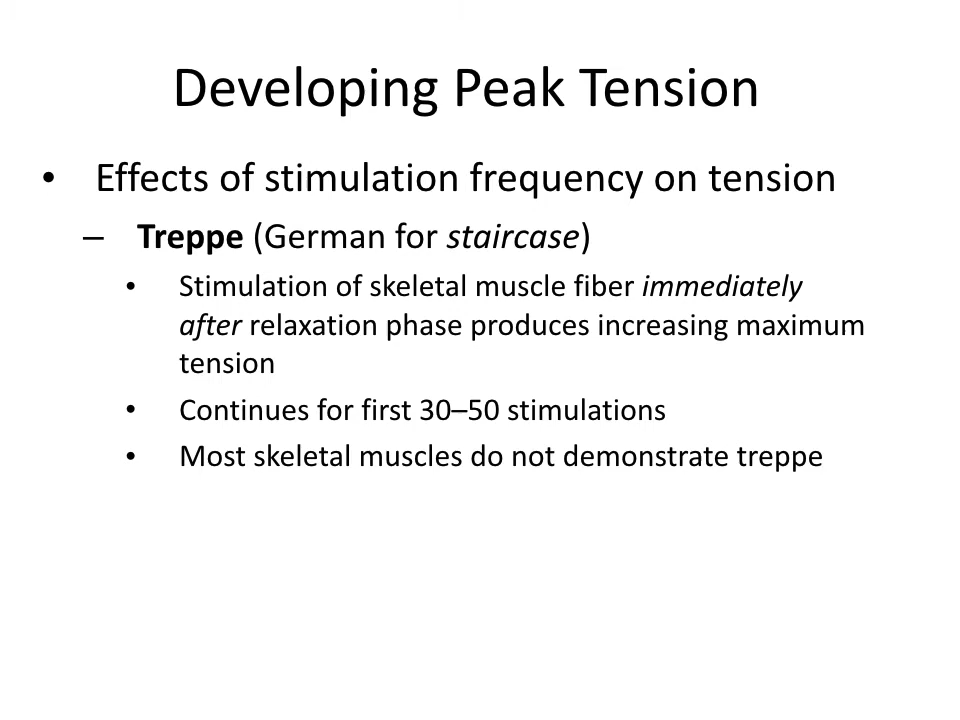 Developing Peak Tension
• Effects of stimulation frequency on tension
– Treppe (German for staircase)
• Stimulation of skeletal muscle fiber immediately
after relaxation phase produces increasing maximum
tension
• Continues for first 30–50 stimulations
• Most skeletal muscles do not demonstrate treppe